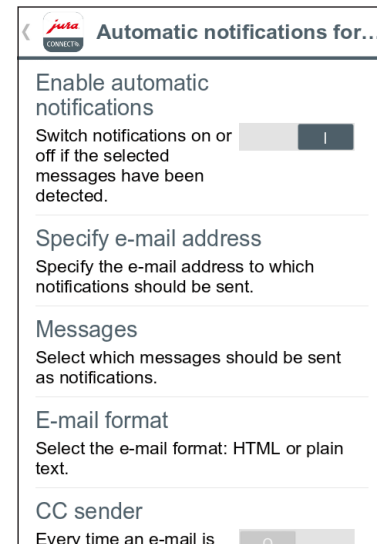 jura
CONNECT
Automatic notifications for...
Enable automatic
notifications
Switch notifications on or
off if the selected
messages have been
detected.
I
Specify e-mail address
Specify the e-mail address to which
notifications should be sent.
Messages
Select which messages should be sent
as notifications.
E-mail format
Select the e-mail format: HTML or plain
text.
CC sender
Every time an e-mail is
O